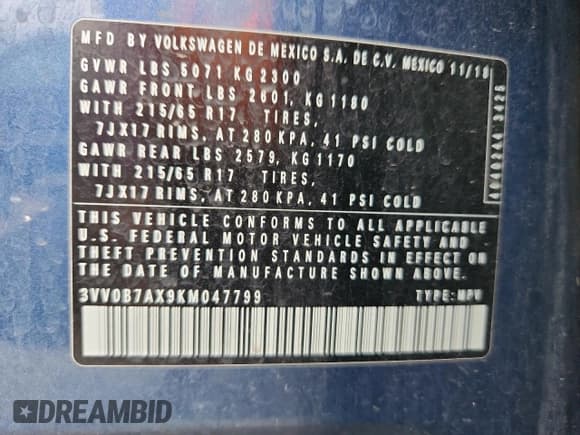 MFD BY VOLKSWAGEN DE MEXICO S.A. DE C.V. MEXICO 11/18
GVWR LBS 5071 KG 2300
GAWR FRONT LBS 2601, KG 1180
WITH 215/65 R17 TIRES,
7JX17 RIMS, AT 280 KPA, 41 PSI COLD
GAWR REAR LBS 2579, KG 1170
WITH 215/65 R17 TIRES,
7JX17 RIMS, AT 280 KPA, 41 PSI COLD
THIS VEHICLE CONFORMS TO ALL APPLICABLE
U.S. FEDERAL MOTOR VEHICLE SAFETY AND
THEFT PREVENTION STANDARDS IN EFFECT ON
THE DATE OF MANUFACTURE SHOWN ABOVE.
3VV0B7AX9KM047799 TYPE: MPV
DREAMBID